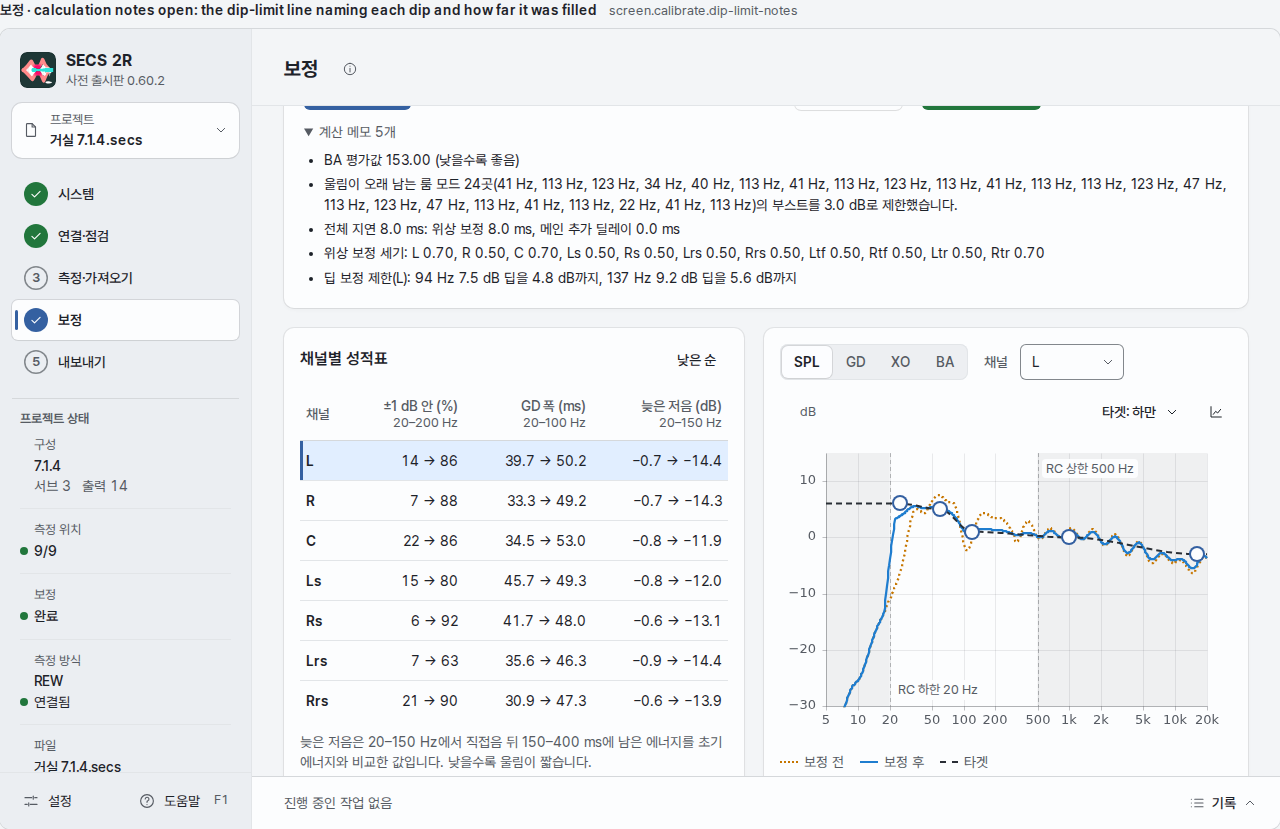 보정 · calculation notes open: the dip-limit line naming each dip and how far it was filled screen.calibrate.dip-limit-notes
SECS 2R
사전 출시판 0.60.2
프로젝트
거실 7.1.4.secs
시스템
연결·점검
3 측정·가져오기
보정
5 내보내기
프로젝트 상태
구성
7.1.4
서브 3 출력 14
측정 위치
9/9
보정
완료
측정 방식
REW
연결됨
파일
거실 7.1.4.secs
설정 도움말 F1
보정
계산 메모 5개
BA 평가값 153.00 (낮을수록 좋음)
울림이 오래 남는 룸 모드 24곳(41 Hz, 113 Hz, 123 Hz, 34 Hz, 40 Hz, 113 Hz, 41 Hz, 113 Hz, 123 Hz, 113 Hz, 41 Hz, 113 Hz, 113 Hz, 123 Hz, 47 Hz,
113 Hz, 123 Hz, 47 Hz, 113 Hz, 41 Hz, 113 Hz, 22 Hz, 41 Hz, 113 Hz)의 부스트를 3.0 dB로 제한했습니다.
전체 지연 8.0 ms: 위상 보정 8.0 ms, 메인 추가 딜레이 0.0 ms
위상 보정 세기: L 0.70, R 0.50, C 0.70, Ls 0.50, Rs 0.50, Lrs 0.50, Rrs 0.50, Ltf 0.50, Rtf 0.50, Ltr 0.50, Rtr 0.70
딥 보정 제한(L): 94 Hz 7.5 dB 딥을 4.8 dB까지, 137 Hz 9.2 dB 딥을 5.6 dB까지
채널별 성적표 낮은 순
채널 ±1 dB 안 (%) GD 폭 (ms) 늦은 저음 (dB)
20–200 Hz 20–100 Hz 20–150 Hz
L 14 → 86 39.7 → 50.2 −0.7 → −14.4
R 7 → 88 33.3 → 49.2 −0.7 → −14.3
C 22 → 86 34.5 → 53.0 −0.8 → −11.9
Ls 15 → 80 45.7 → 49.3 −0.8 → −12.0
Rs 6 → 92 41.7 → 48.0 −0.6 → −13.1
Lrs 7 → 63 35.6 → 46.3 −0.9 → −14.4
Rrs 21 → 90 30.9 → 47.3 −0.6 → −13.9
늦은 저음은 20–150 Hz에서 직접음 뒤 150–400 ms에 남은 에너지를 초기
에너지와 비교한 값입니다. 낮을수록 울림이 짧습니다.
SPL GD XO BA 채널 L
dB 타겟: 하만
RC 상한 500 Hz
10
0
−10
−20
−30
RC 하한 20 Hz
5 10 20 50 100 200 500 1k 2k 5k 10k 20k
보정 전 보정 후 타겟
진행 중인 작업 없음 기록